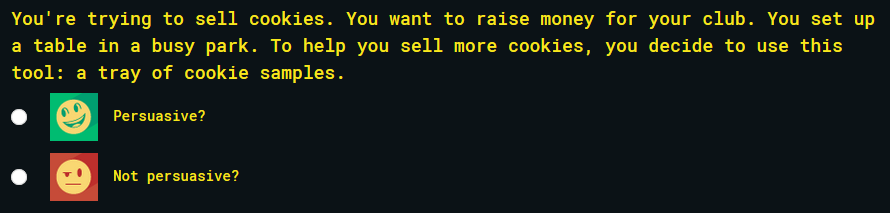 You're trying to sell cookies. You want to raise money for your club. You set up
a table in a busy park. To help you sell more cookies, you decide to use this
tool: a tray of cookie samples.
Persuasive?
Not persuasive?